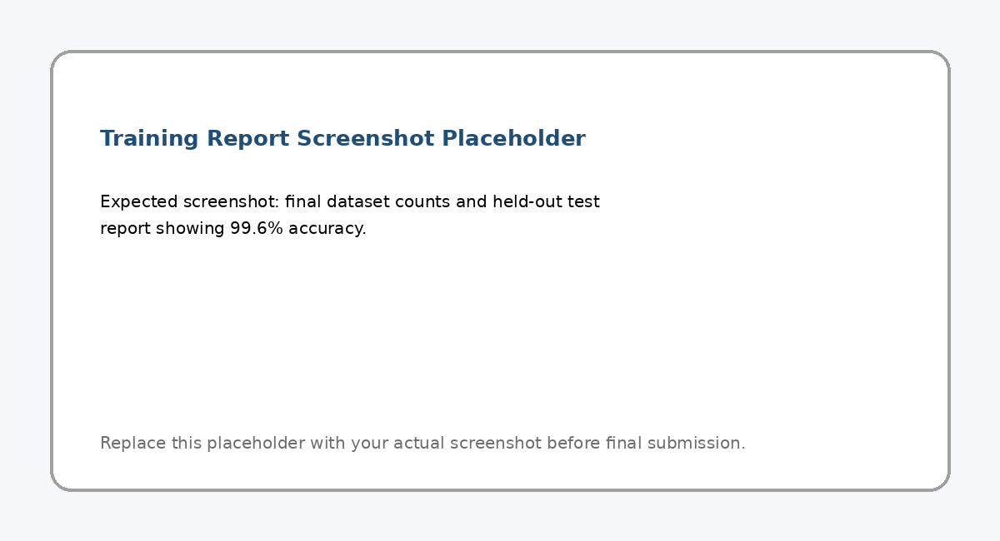 Training Report Screenshot Placeholder
Expected screenshot: final dataset counts and held-out test
report showing 99.6% accuracy.
Replace this placeholder with your actual screenshot before final submission.